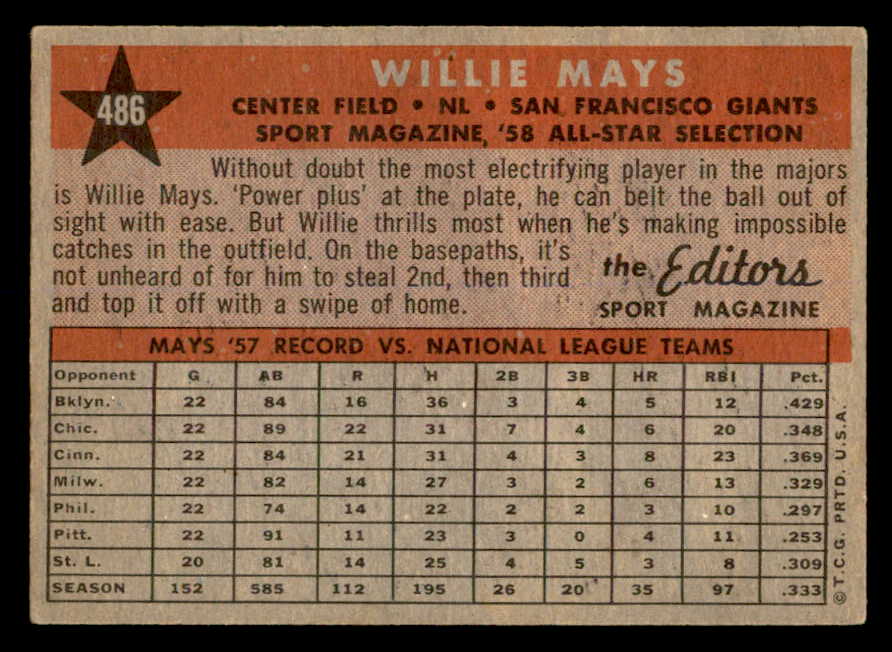 486
WILLIE MAYS
CENTER FIELD • NL • SAN FRANCISCO GIANTS
SPORT MAGAZINE, '58 ALL-STAR SELECTION
Without doubt the most electrifying player in the majors
is Willie Mays. 'Power plus' at the plate, he can belt the ball out of
sight with ease. But Willie thrills most when he's making impossible
catches in the outfield. On the basepaths, it's
not unheard of for him to steal 2nd, then third
and top it off with a swipe of home.
the Editors
SPORT MAGAZINE
MAYS '57 RECORD VS. NATIONAL LEAGUE TEAMS
Opponent G AB R H 2B 3B HR RBI Pct.
Bklyn. 22 84 16 36 3 4 5 12 .429
Chic. 22 89 22 31 7 4 6 20 .348
Cinn. 22 84 21 31 4 3 8 23 .369
Milw. 22 82 14 27 3 2 6 13 .329
Phil. 22 74 14 22 2 2 3 10 .297
Pitt. 22 91 11 23 3 0 4 11 .253
St. L. 20 81 14 25 4 5 3 8 .309
SEASON 152 585 112 195 26 20 35 97 .333
©T.C.G. PRTD. U.S.A.